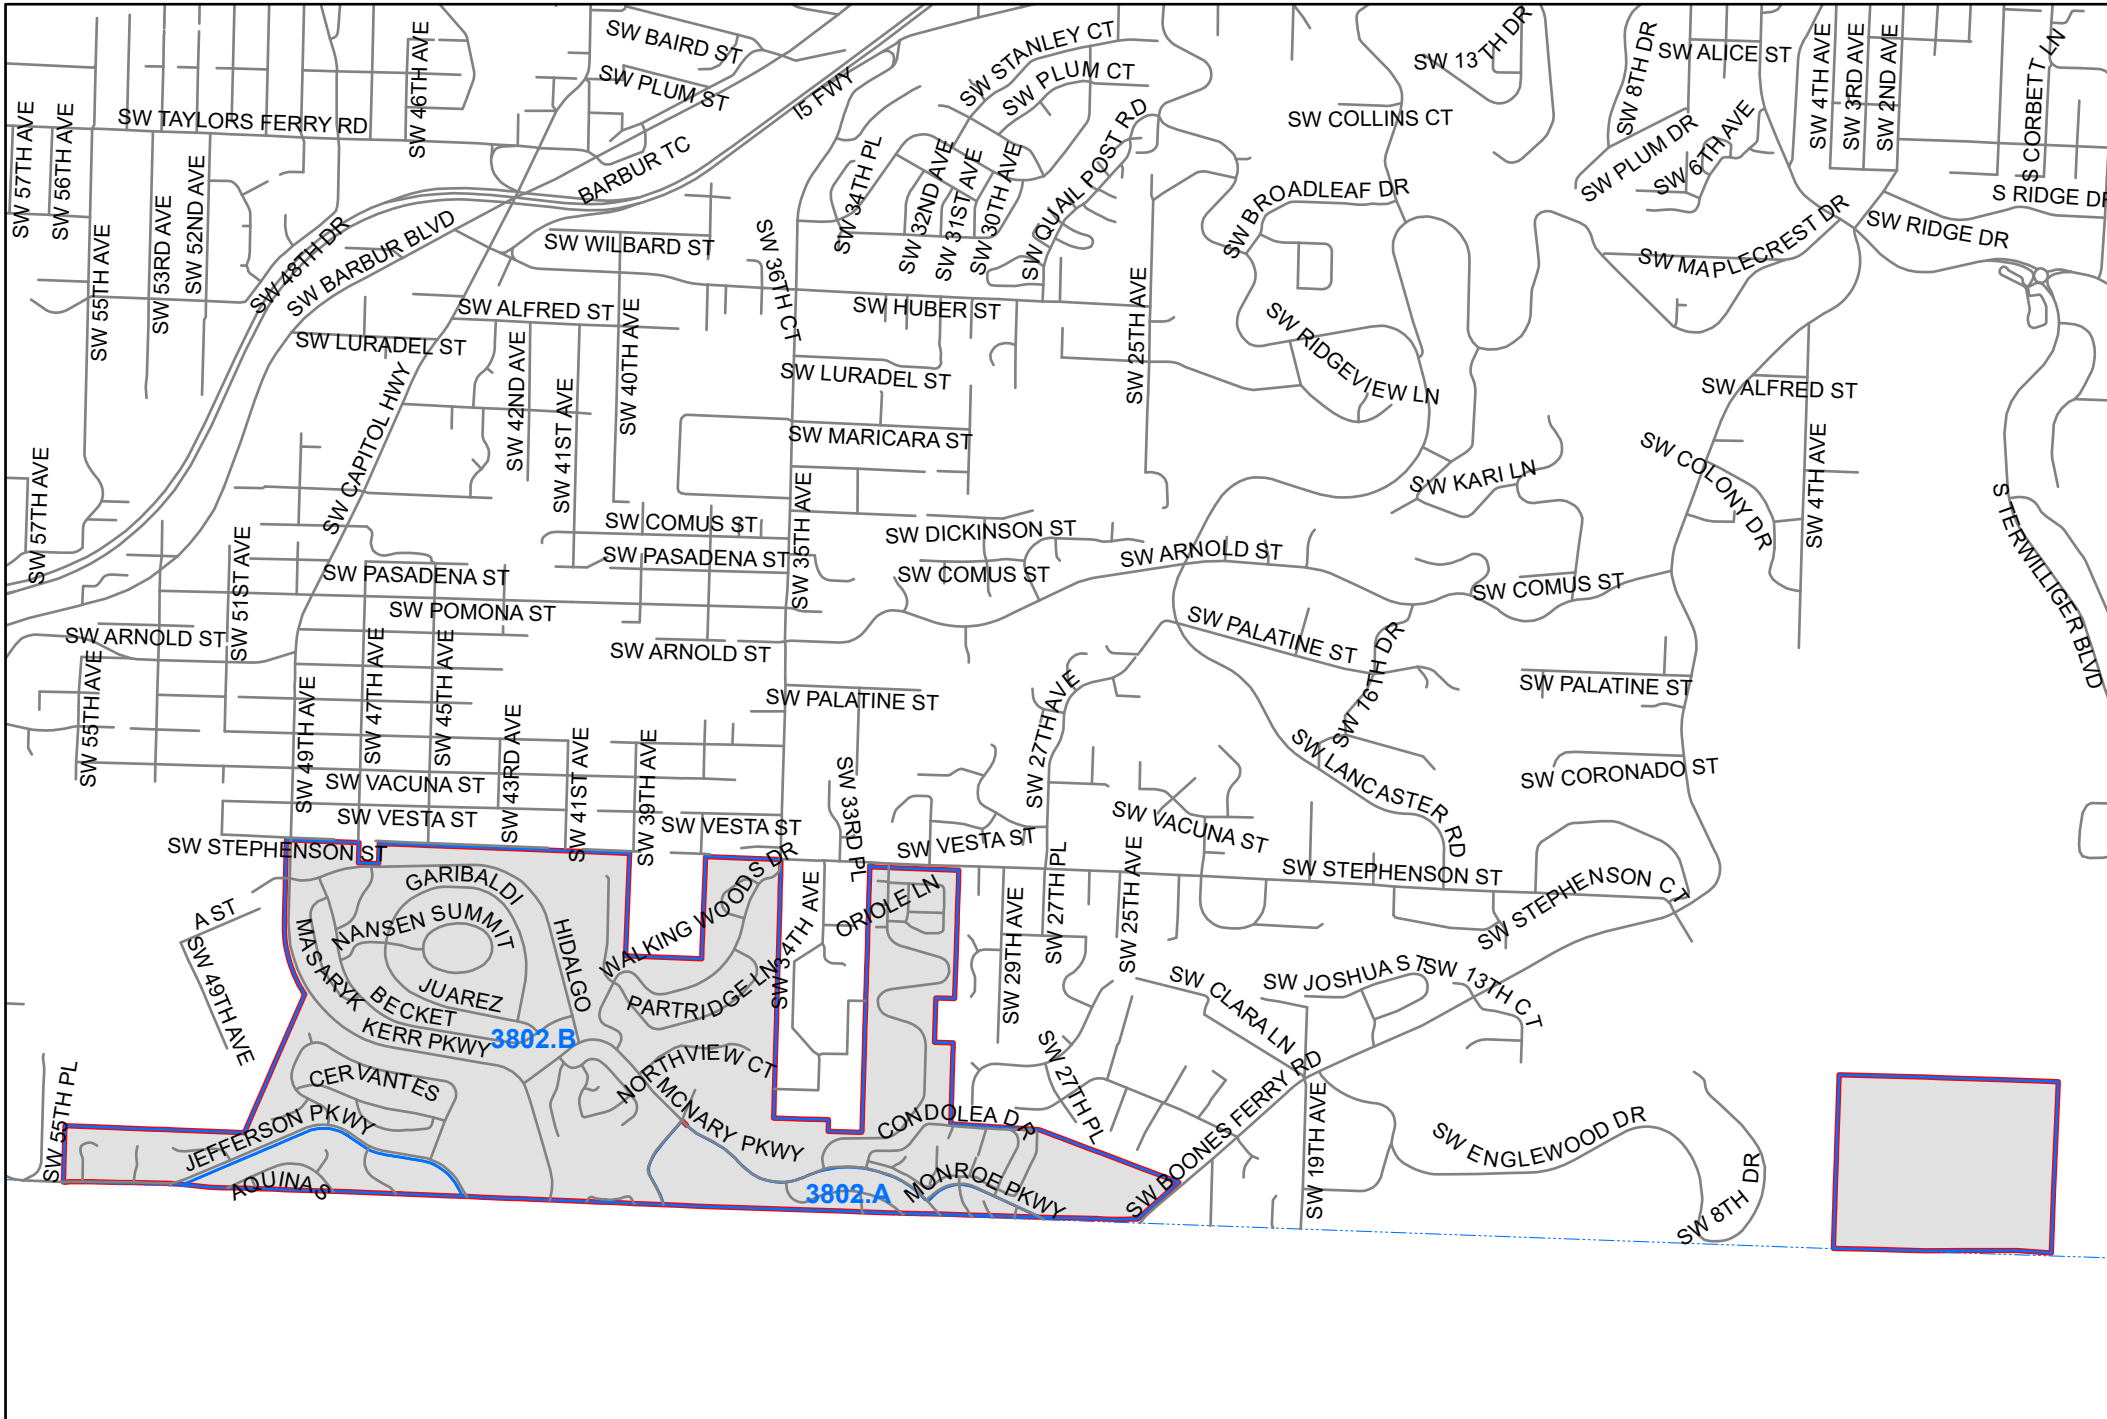 SW BAIRD ST
SW PLUM ST
SW 46TH AVE
SW TAYLORS FERRY RD
I5 FWY
BARBUR TC
SW STANLEY CT
SW PLUM CT
SW QUAIL POST RD
SW 34TH PL
SW 32ND AVE
SW 31ST AVE
SW 30TH AVE
SW 13TH DR
SW COLLINS CT
SW BROADLEAF DR
SW 8TH DR
SW ALICE ST
SW PLUM DR
SW 6TH AVE
SW 4TH AVE
SW 3RD AVE
SW 2ND AVE
S CORBETT LN
S RIDGE DR
SW RIDGE DR
SW MAPLECREST DR
SW 57TH AVE
SW 56TH AVE
SW 55TH AVE
SW 53RD AVE
SW 52ND AVE
SW 48TH DR
SW BARBUR BLVD
SW WILBARD ST
SW 36TH CT
SW ALFRED ST
SW HUBER ST
SW LURADEL ST
SW LURADEL ST
SW 25TH AVE
SW RIDGEVIEW LN
SW ALFRED ST
SW CAPITOL HWY
SW 42ND AVE
SW 41ST AVE
SW 40TH AVE
SW MARICARA ST
SW 35TH AVE
SW KARI LN
SW COLONY DR
SW 4TH AVE
S TERWILLIGER BLVD
SW 57TH AVE
SW 51ST AVE
SW COMUS ST
SW PASADENA ST
SW PASADENA ST
SW DICKINSON ST
SW COMUS ST
SW ARNOLD ST
SW COMUS ST
SW POMONA ST
SW ARNOLD ST
SW ARNOLD ST
SW PALATINE ST
SW PALATINE ST
SW PALATINE ST
SW 16TH DR
SW 55TH AVE
SW 49TH AVE
SW 47TH AVE
SW 45TH AVE
SW 43RD AVE
SW 41ST AVE
SW 39TH AVE
SW 33RD PL
SW 27TH AVE
SW LANCASTER RD
SW CORONADO ST
SW VACUNA ST
SW VESTA ST
SW VESTA ST
SW VESTA ST
SW VACUNA ST
SW STEPHENSON ST
SW STEPHENSON ST
SW STEPHENSON CT
GARIBALDI
NANSEN SUMMIT
HIDALGO
MASARYK
JUAREZ
BECKET
KERR PKWY
3802.B
WALKING WOODS DR
PARTRIDGE LN
SW 34TH AVE
ORIOLE LN
SW 29TH AVE
SW 27TH PL
SW 25TH AVE
A ST
SW 49TH AVE
SW CLARA LN
SW JOSHUA ST
SW 13TH CT
NORTHVIEW CT
MCNARY PKWY
CERVANTES
JEFFERSON PKWY
AQUINAS
SW 55TH PL
CONDOLEA DR
MONROE PKWY
3802.A
SW 27TH PL
SW BOONES FERRY RD
SW 19TH AVE
SW ENGLEWOOD DR
SW 8TH DR